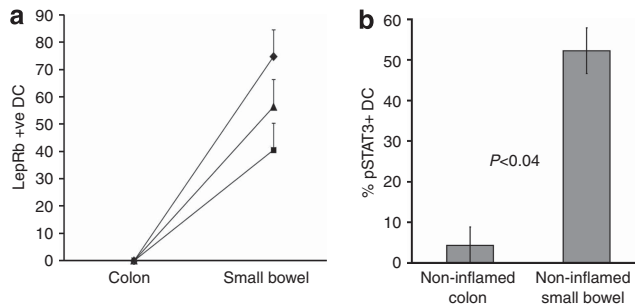 a
LepRb +ve DC
90
80
70
60
50
40
30
20
10
0
Colon
Small bowel
b
% pSTAT3+ DC
60
50
40
30
20
10
0
P<0.04
Non-inflamed
colon
Non-inflamed
small bowel